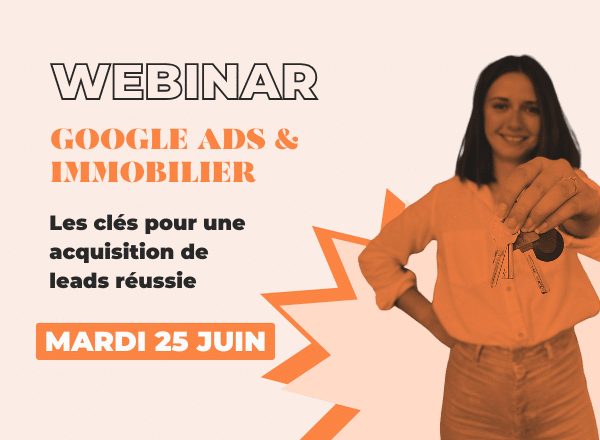 WEBINAR
GOOGLE ADS &
IMMOBILIER
Les clés pour une
acquisition de
leads réussie
MARDI 25 JUIN